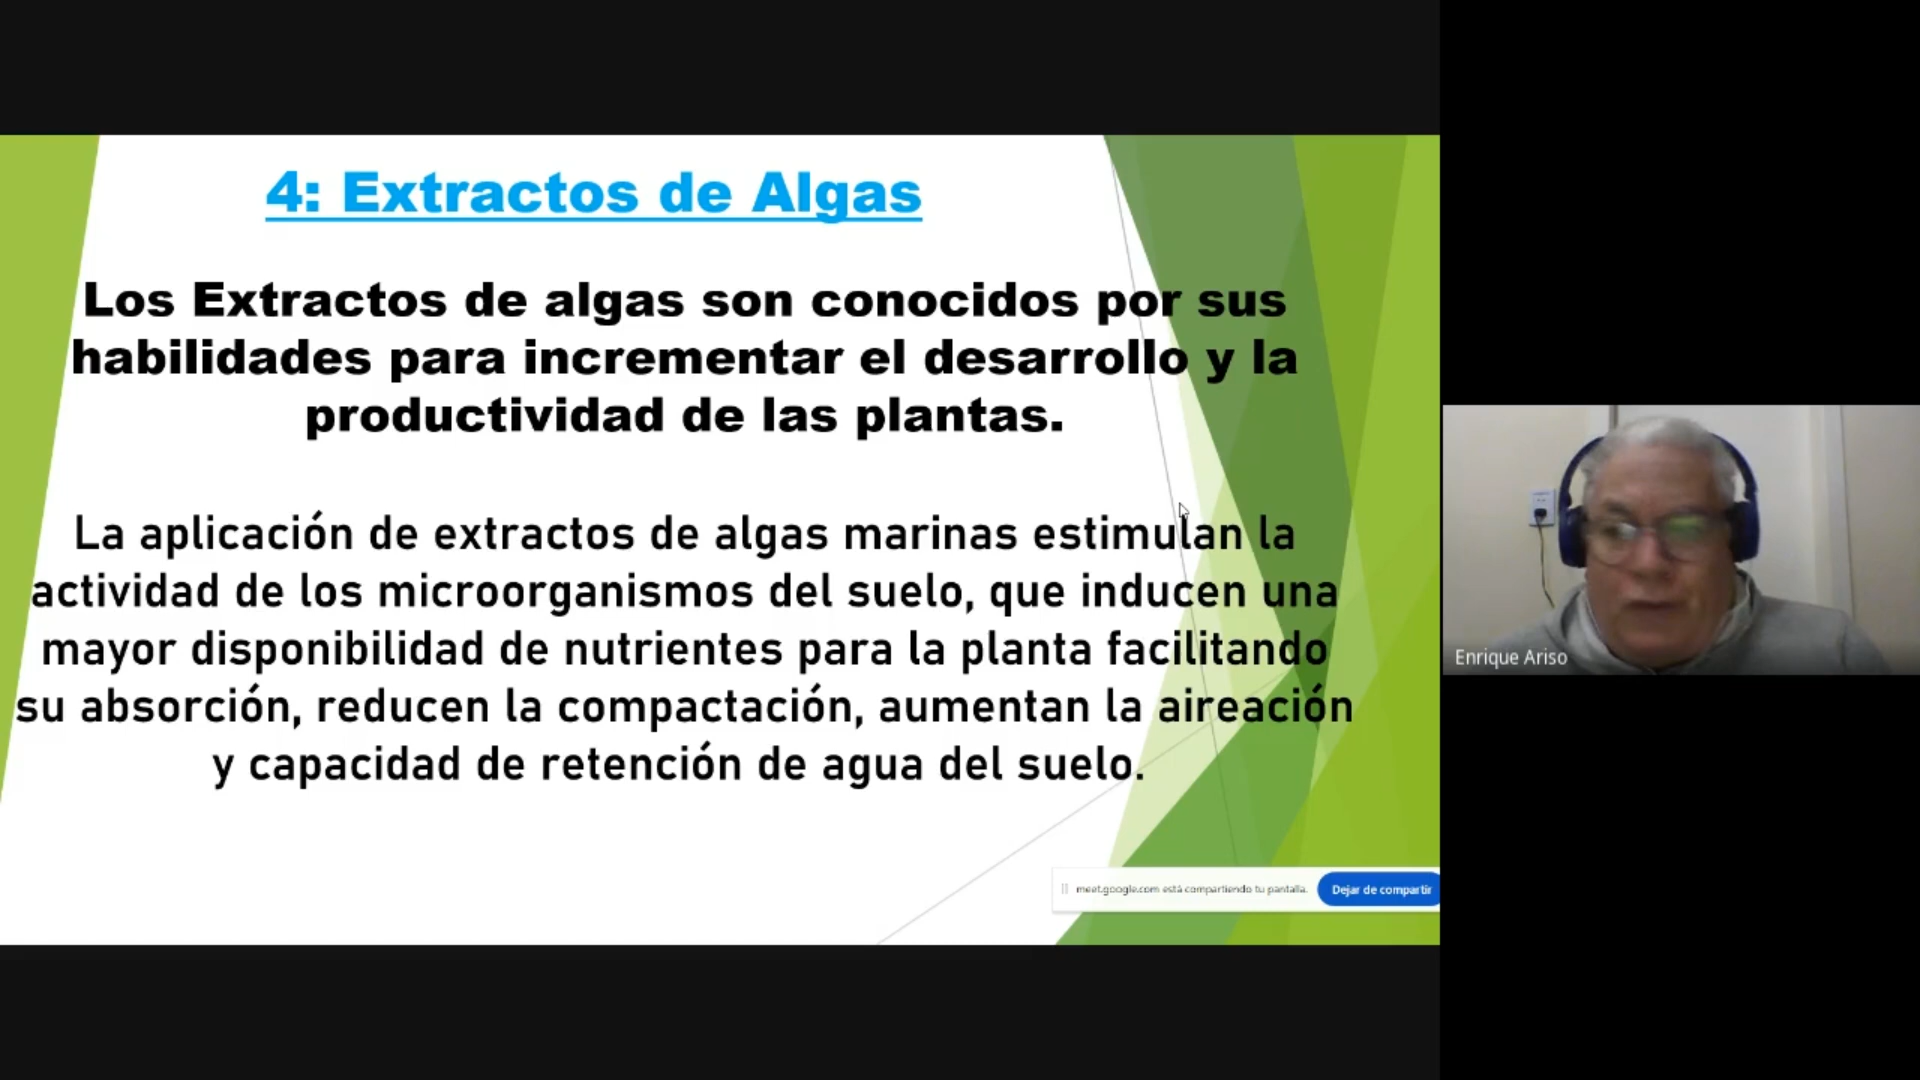 4: Extractos de Algas
Los Extractos de algas son conocidos por sus
habilidades para incrementar el desarrollo y la
productividad de las plantas.
La aplicación de extractos de algas marinas estimulan la
actividad de los microorganismos del suelo, que inducen una
mayor disponibilidad de nutrientes para la planta facilitando
su absorción, reducen la compactación, aumentan la aireación
y capacidad de retención de agua del suelo.
meet.google.com está compartiendo tu pantalla.
Dejar de compartir
Enrique Ariso